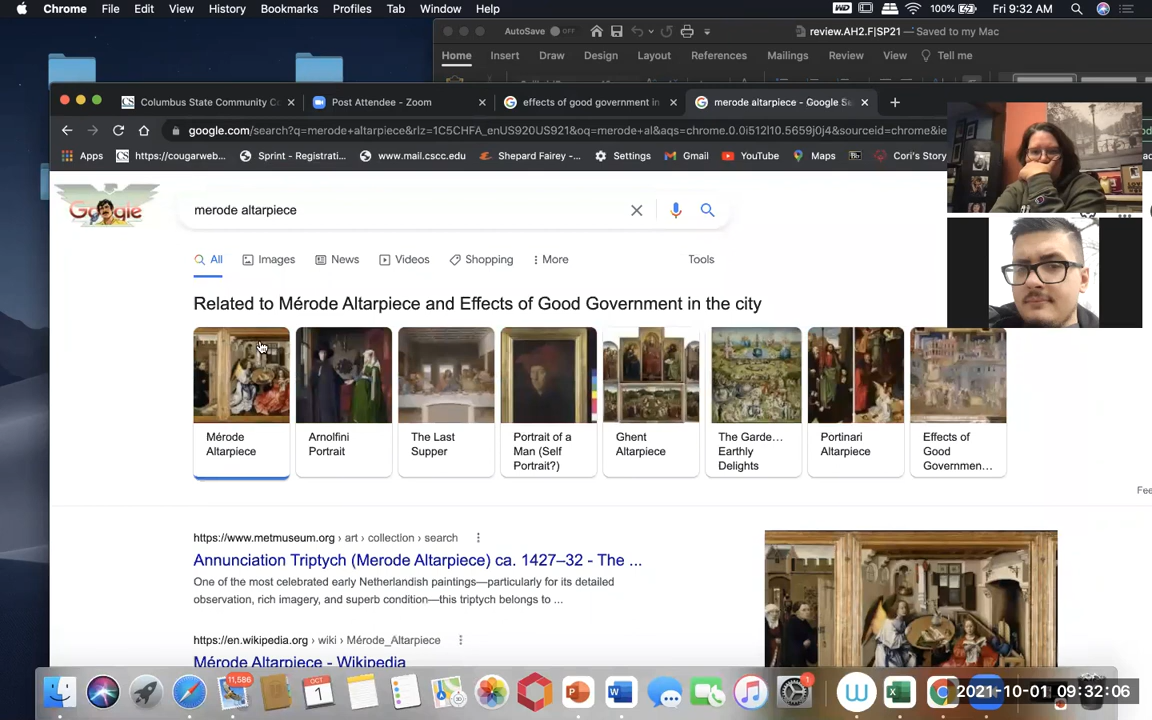 Chrome File Edit View History Bookmarks Profiles Tab Window Help 100% Fri 9:32 AM
AutoSave OFF review.AH2.F|SP21 — Saved to my Mac
Home Insert Draw Design Layout References Mailings Review View Tell me
Columbus State Community C Post Attendee - Zoom effects of good government in merode altarpiece - Google Se
google.com/search?q=merode+altarpiece&rlz=1C5CHFA_enUS920US921&oq=merode+al&aqs=chrome.0.0i512l10.5659j0j4&sourceid=chrome&ie
Apps https://cougarweb... Sprint - Registrati... www.mail.cscc.edu Shepard Fairey -... Settings Gmail YouTube Maps Cori's Story
Google merode altarpiece
All Images News Videos Shopping More Tools
Related to Mérode Altarpiece and Effects of Good Government in the city
Mérode
Altarpiece
Arnolfini
Portrait
The Last
Supper
Portrait of a
Man (Self
Portrait?)
Ghent
Altarpiece
The Garde...
Earthly
Delights
Portinari
Altarpiece
Effects of
Good
Governmen...
Fee
https://www.metmuseum.org › art › collection › search
Annunciation Triptych (Merode Altarpiece) ca. 1427–32 - The ...
One of the most celebrated early Netherlandish paintings—particularly for its detailed
observation, rich imagery, and superb condition—this triptych belongs to ...
https://en.wikipedia.org › wiki › Mérode_Altarpiece
Mérode Altarpiece - Wikipedia
11,586
OCT
1
1
2021-10-01 09:32:06